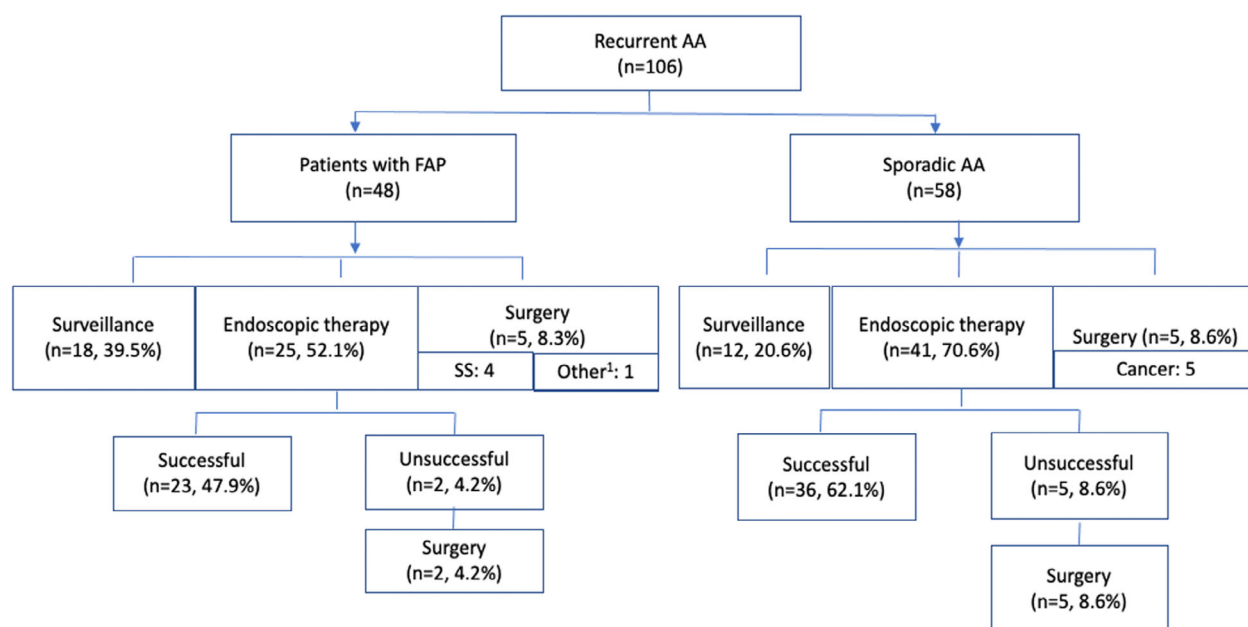 Recurrent AA
(n=106)
Patients with FAP
(n=48)
Sporadic AA
(n=58)
Surveillance
(n=18, 39.5%)
Endoscopic therapy
(n=25, 52.1%)
Surgery
(n=5, 8.3%)
SS: 4
Other¹: 1
Surveillance
(n=12, 20.6%)
Endoscopic therapy
(n=41, 70.6%)
Surgery (n=5, 8.6%)
Cancer: 5
Successful
(n=23, 47.9%)
Unsuccessful
(n=2, 4.2%)
Surgery
(n=2, 4.2%)
Successful
(n=36, 62.1%)
Unsuccessful
(n=5, 8.6%)
Surgery
(n=5, 8.6%)